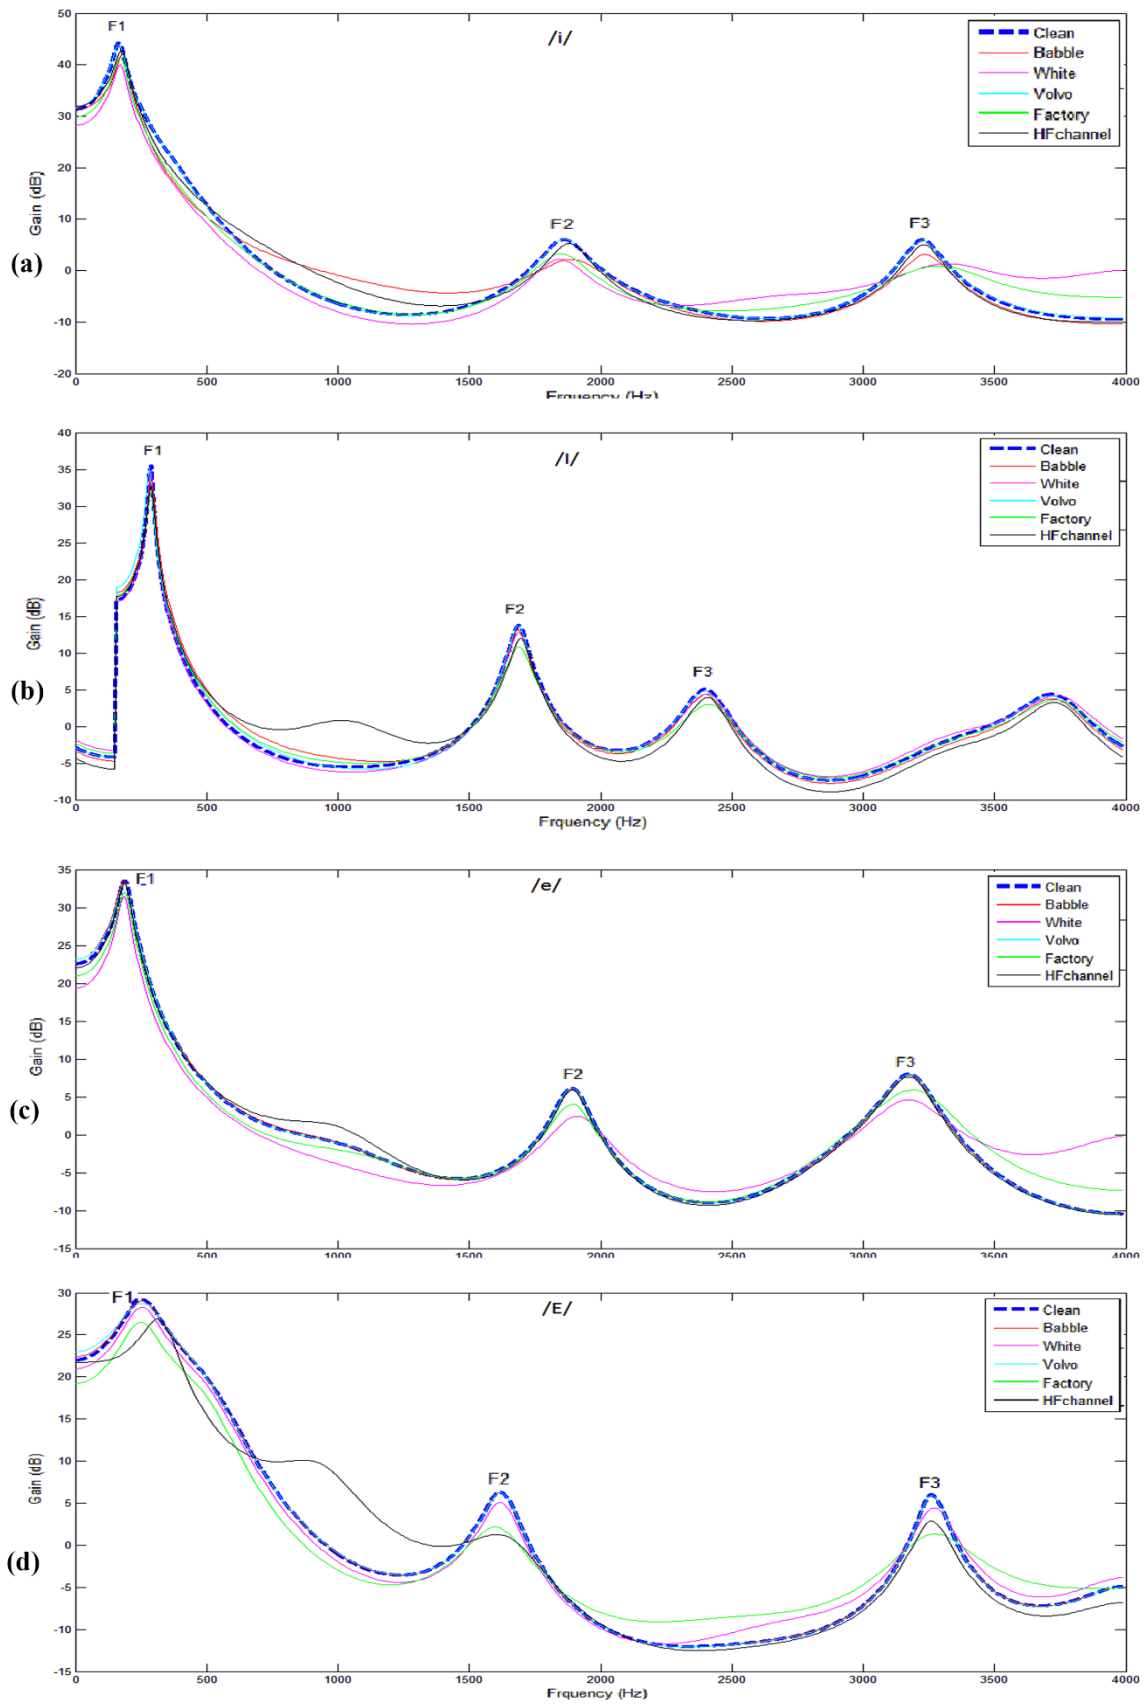 50
40
30
20
10
0
-10
-20
Gain (dB)
(a)
F1
/i/
F2
F3
Clean
Babble
White
Volvo
Factory
HFchannel
0 500 1000 1500 2000 2500 3000 3500 4000
Frquency (Hz)
40
35
30
25
20
15
10
5
0
-5
-10
Gain (dB)
(b)
F1
/I/
F2
F3
Clean
Babble
White
Volvo
Factory
HFchannel
0 500 1000 1500 2000 2500 3000 3500 4000
Frquency (Hz)
35
30
25
20
15
10
5
0
-5
-10
-15
Gain (dB)
(c)
F1
/e/
F2
F3
Clean
Babble
White
Volvo
Factory
HFchannel
0 500 1000 1500 2000 2500 3000 3500 4000
30
25
20
15
10
5
0
-5
-10
-15
Gain (dB)
(d)
F1
/E/
F2
F3
Clean
Babble
White
Volvo
Factory
HFchannel
0 500 1000 1500 2000 2500 3000 3500 4000
Frquency (Hz)